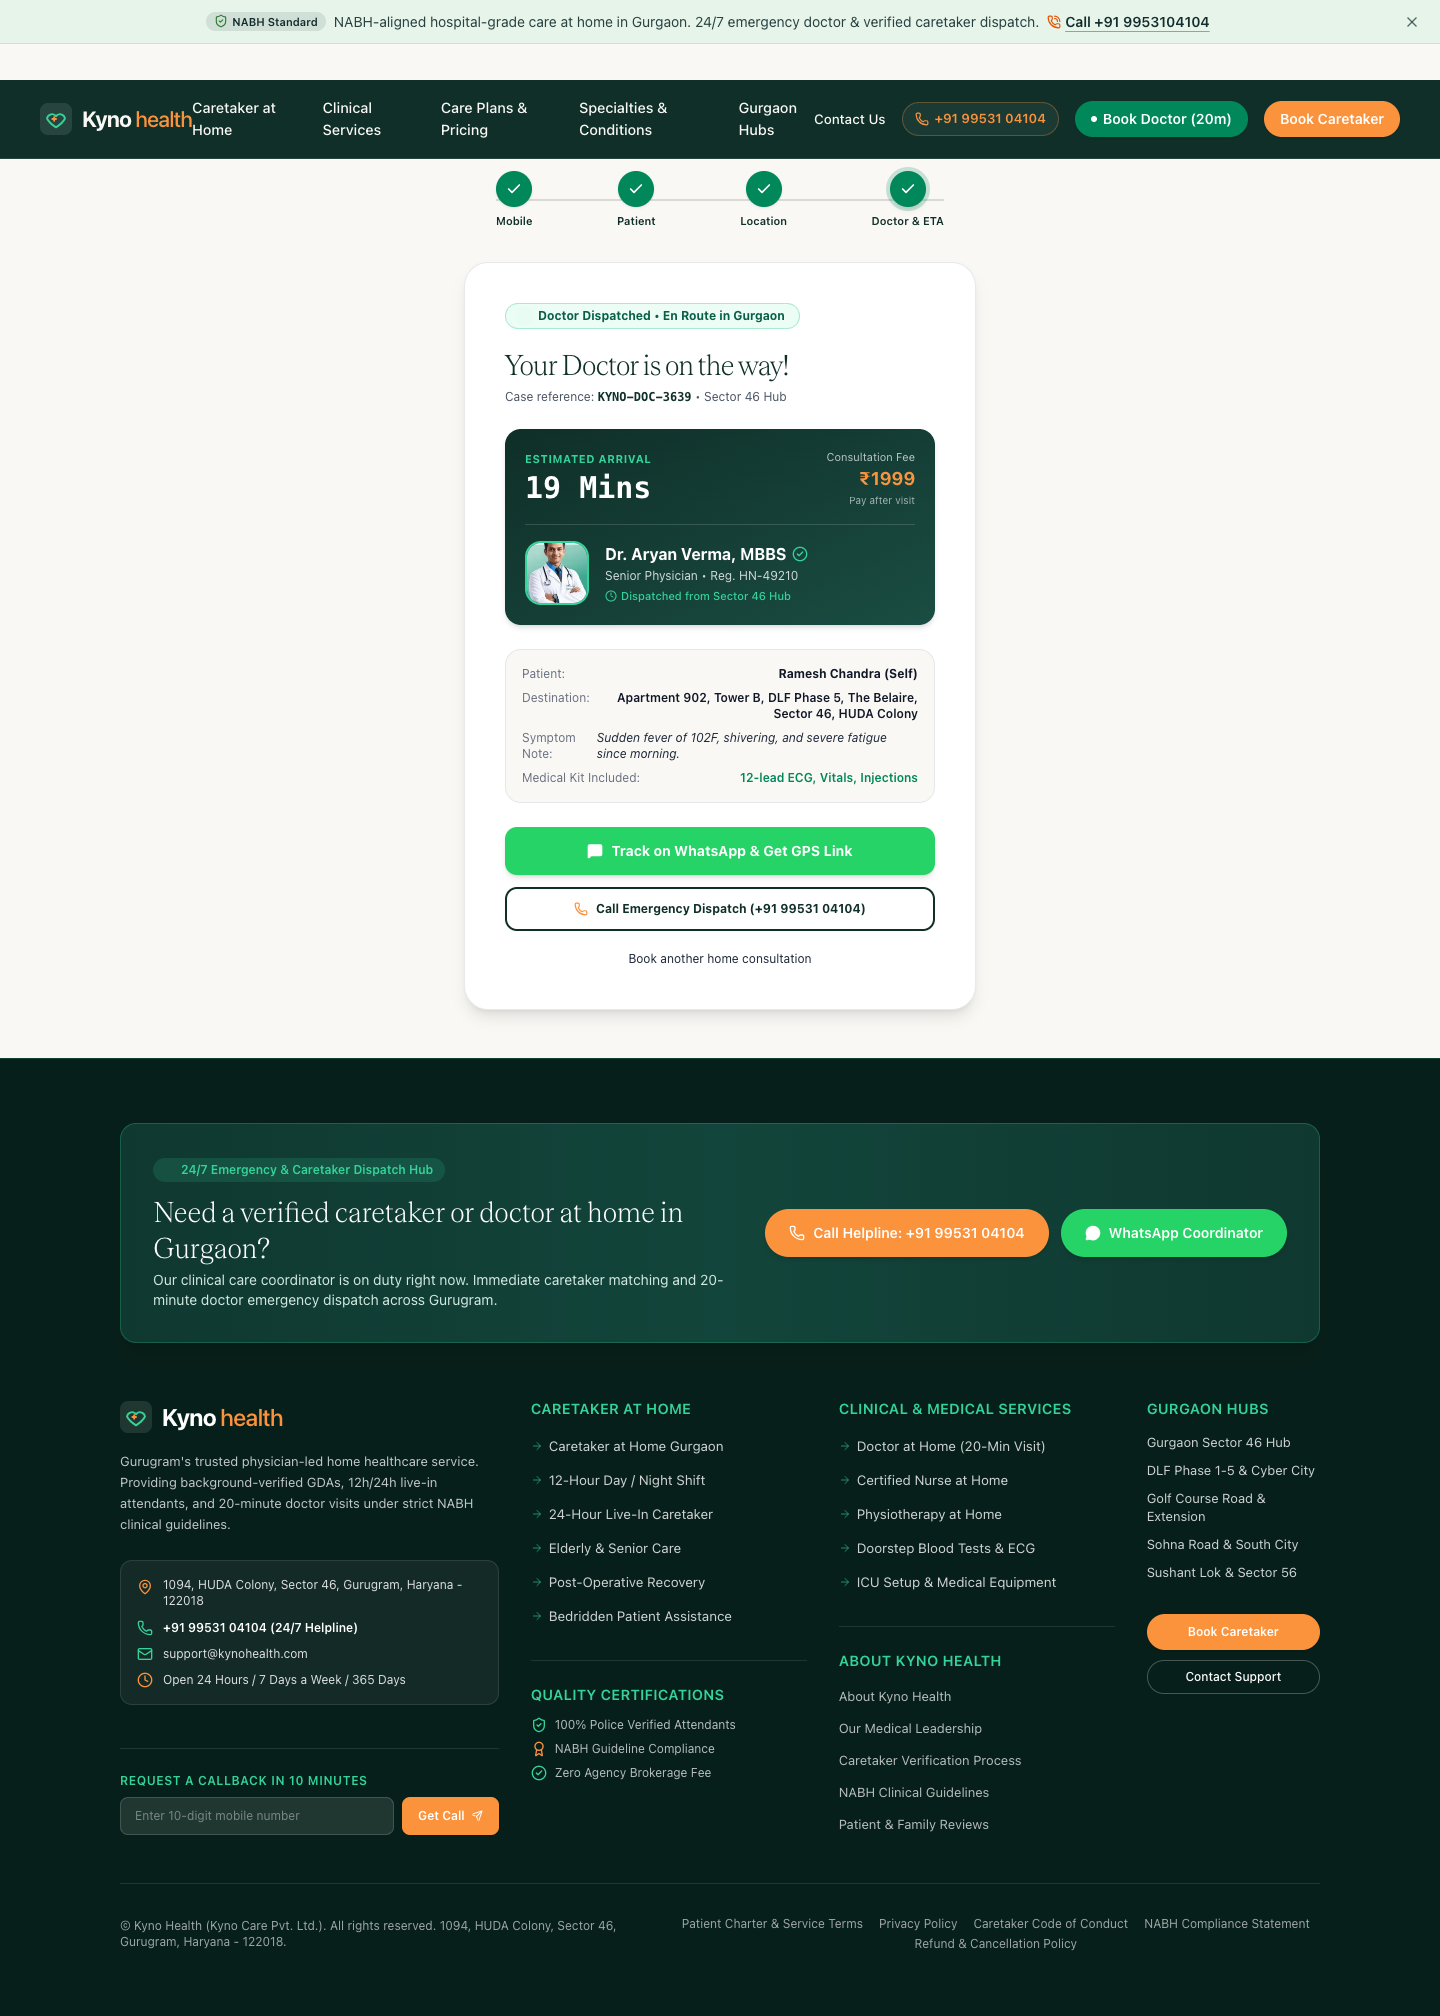 NABH Standard NABH-aligned hospital-grade care at home in Gurgaon. 24/7 emergency doctor & verified caretaker dispatch. Call +91 9953104104
Kyno health
Caretaker at
Home
Clinical
Services
Care Plans &
Pricing
Specialties &
Conditions
Gurgaon
Hubs
Contact Us
+91 99531 04104
Book Doctor (20m)
Book Caretaker
Mobile
Patient
Location
Doctor & ETA
Doctor Dispatched • En Route in Gurgaon
Your Doctor is on the way!
Case reference: KYNO-DOC-3639 • Sector 46 Hub
ESTIMATED ARRIVAL
19 Mins
Consultation Fee
₹1999
Pay after visit
Dr. Aryan Verma, MBBS
Senior Physician • Reg. HN-49210
Dispatched from Sector 46 Hub
Patient: Ramesh Chandra (Self)
Destination: Apartment 902, Tower B, DLF Phase 5, The Belaire,
Sector 46, HUDA Colony
Symptom
Note:
Sudden fever of 102F, shivering, and severe fatigue
since morning.
Medical Kit Included: 12-lead ECG, Vitals, Injections
Track on WhatsApp & Get GPS Link
Call Emergency Dispatch (+91 99531 04104)
Book another home consultation
24/7 Emergency & Caretaker Dispatch Hub
Need a verified caretaker or doctor at home in
Gurgaon?
Our clinical care coordinator is on duty right now. Immediate caretaker matching and 20-
minute doctor emergency dispatch across Gurugram.
Call Helpline: +91 99531 04104
WhatsApp Coordinator
Kyno health
Gurgaon's trusted physician-led home healthcare service.
Providing background-verified GDAs, 12h/24h live-in
attendants, and 20-minute doctor visits under strict NABH
clinical guidelines.
1094, HUDA Colony, Sector 46, Gurugram, Haryana -
122018
+91 99531 04104 (24/7 Helpline)
support@kynohealth.com
Open 24 Hours / 7 Days a Week / 365 Days
REQUEST A CALLBACK IN 10 MINUTES
Enter 10-digit mobile number
Get Call
CARETAKER AT HOME
Caretaker at Home Gurgaon
12-Hour Day / Night Shift
24-Hour Live-In Caretaker
Elderly & Senior Care
Post-Operative Recovery
Bedridden Patient Assistance
QUALITY CERTIFICATIONS
100% Police Verified Attendants
NABH Guideline Compliance
Zero Agency Brokerage Fee
CLINICAL & MEDICAL SERVICES
Doctor at Home (20-Min Visit)
Certified Nurse at Home
Physiotherapy at Home
Doorstep Blood Tests & ECG
ICU Setup & Medical Equipment
ABOUT KYNO HEALTH
About Kyno Health
Our Medical Leadership
Caretaker Verification Process
NABH Clinical Guidelines
Patient & Family Reviews
GURGAON HUBS
Gurgaon Sector 46 Hub
DLF Phase 1-5 & Cyber City
Golf Course Road &
Extension
Sohna Road & South City
Sushant Lok & Sector 56
Book Caretaker
Contact Support
© Kyno Health (Kyno Care Pvt. Ltd.). All rights reserved. 1094, HUDA Colony, Sector 46,
Gurugram, Haryana - 122018.
Patient Charter & Service Terms
Privacy Policy
Caretaker Code of Conduct
NABH Compliance Statement
Refund & Cancellation Policy